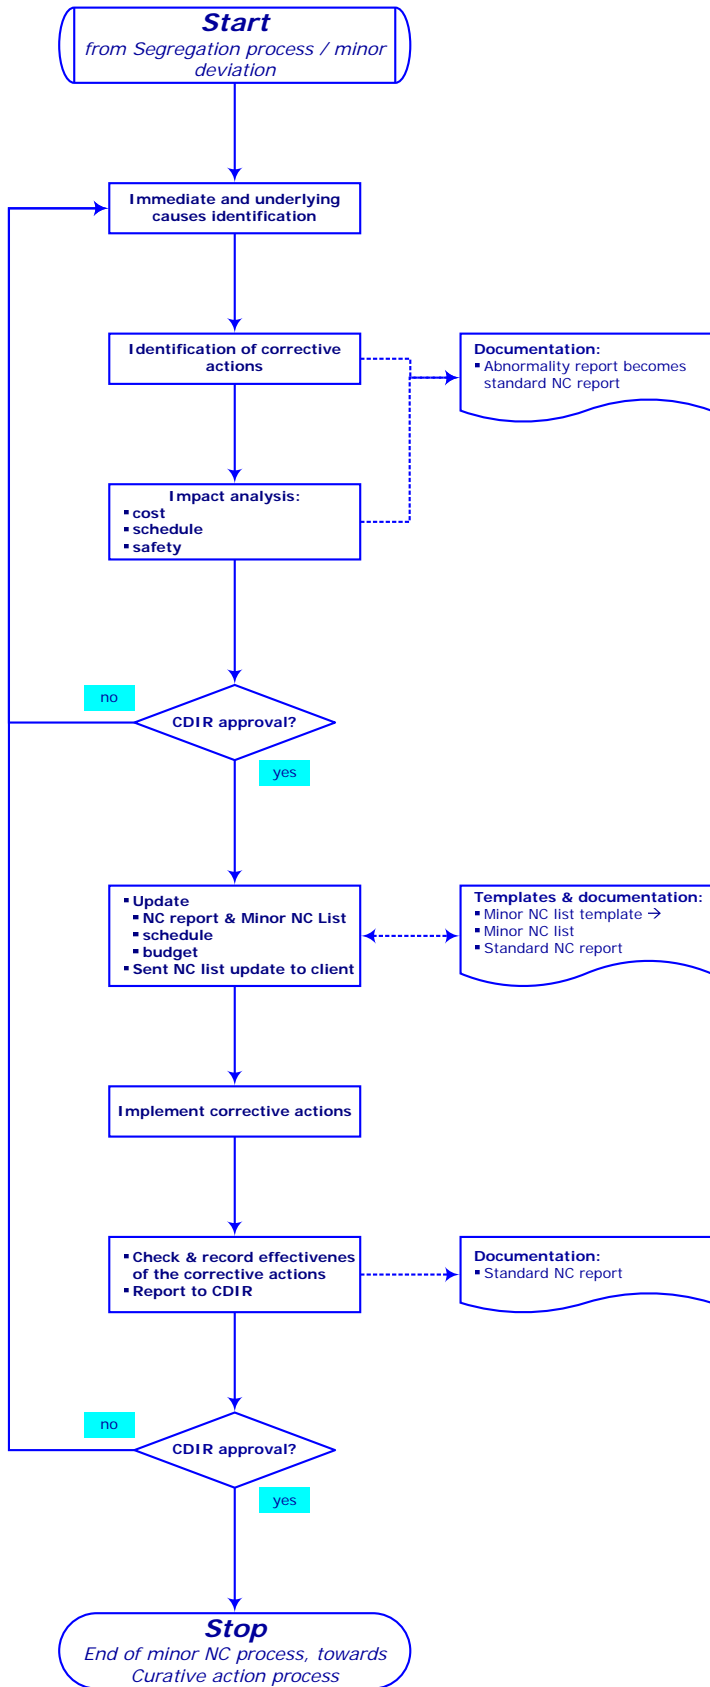 Start
from Segregation process / minor
deviation
Immediate and underlying
causes identification
Identification of corrective
actions
Documentation:
▪ Abnormality report becomes
standard NC report
Impact analysis:
▪ cost
▪ schedule
▪ safety
no
CDIR approval?
yes
▪ Update
▪ NC report & Minor NC List
▪ schedule
▪ budget
▪ Sent NC list update to client
Templates & documentation:
▪ Minor NC list template →
▪ Minor NC list
▪ Standard NC report
Implement corrective actions
▪ Check & record effectivenes
of the corrective actions
▪ Report to CDIR
Documentation:
▪ Standard NC report
no
CDIR approval?
yes
Stop
End of minor NC process, towards
Curative action process